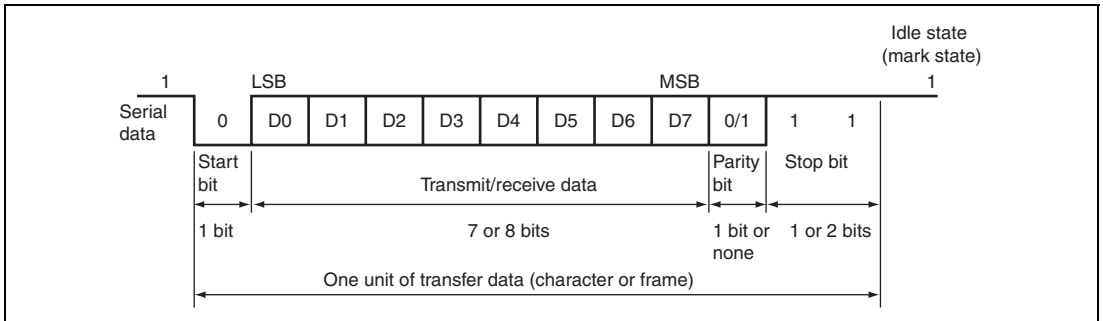 Idle state
(mark state)
1 LSB MSB 1
Serial
data
0 D0 D1 D2 D3 D4 D5 D6 D7 0/1 1 1
Start
bit
Transmit/receive data
Parity
bit
Stop bit
1 bit
7 or 8 bits
1 bit or
none
1 or 2 bits
One unit of transfer data (character or frame)